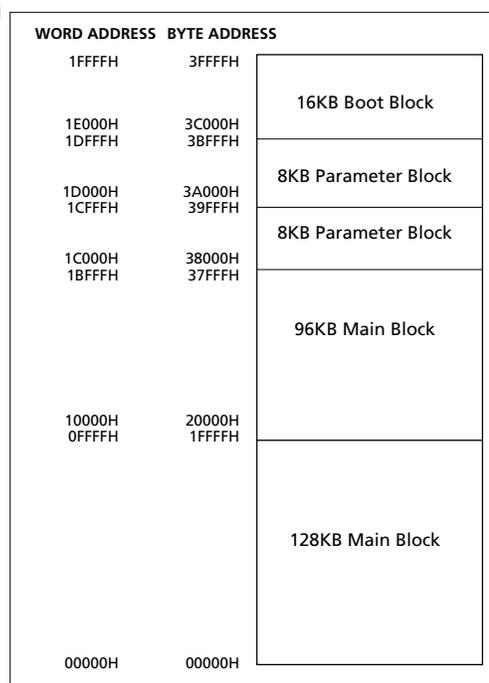 WORD ADDRESS BYTE ADDRESS
1FFFFH 3FFFFH
16KB Boot Block
1E000H 3C000H
1DFFFH 3BFFFH
8KB Parameter Block
1D000H 3A000H
1CFFFH 39FFFH
8KB Parameter Block
1C000H 38000H
1BFFFH 37FFFH
96KB Main Block
10000H 20000H
0FFFFH 1FFFFH
128KB Main Block
00000H 00000H